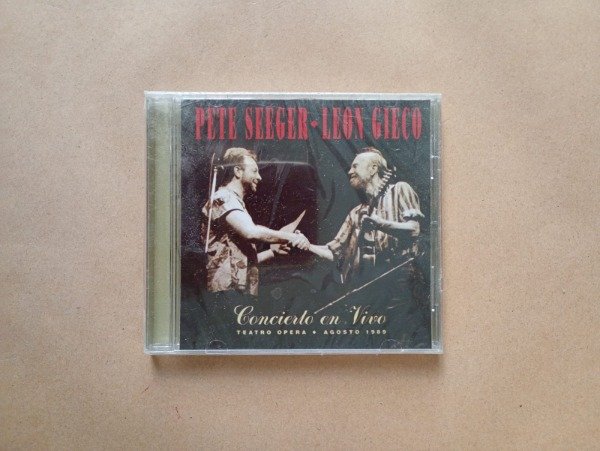 PETE SEEGER - LEON GIECO
Concierto en Vivo
TEATRO OPERA • AGOSTO 1989